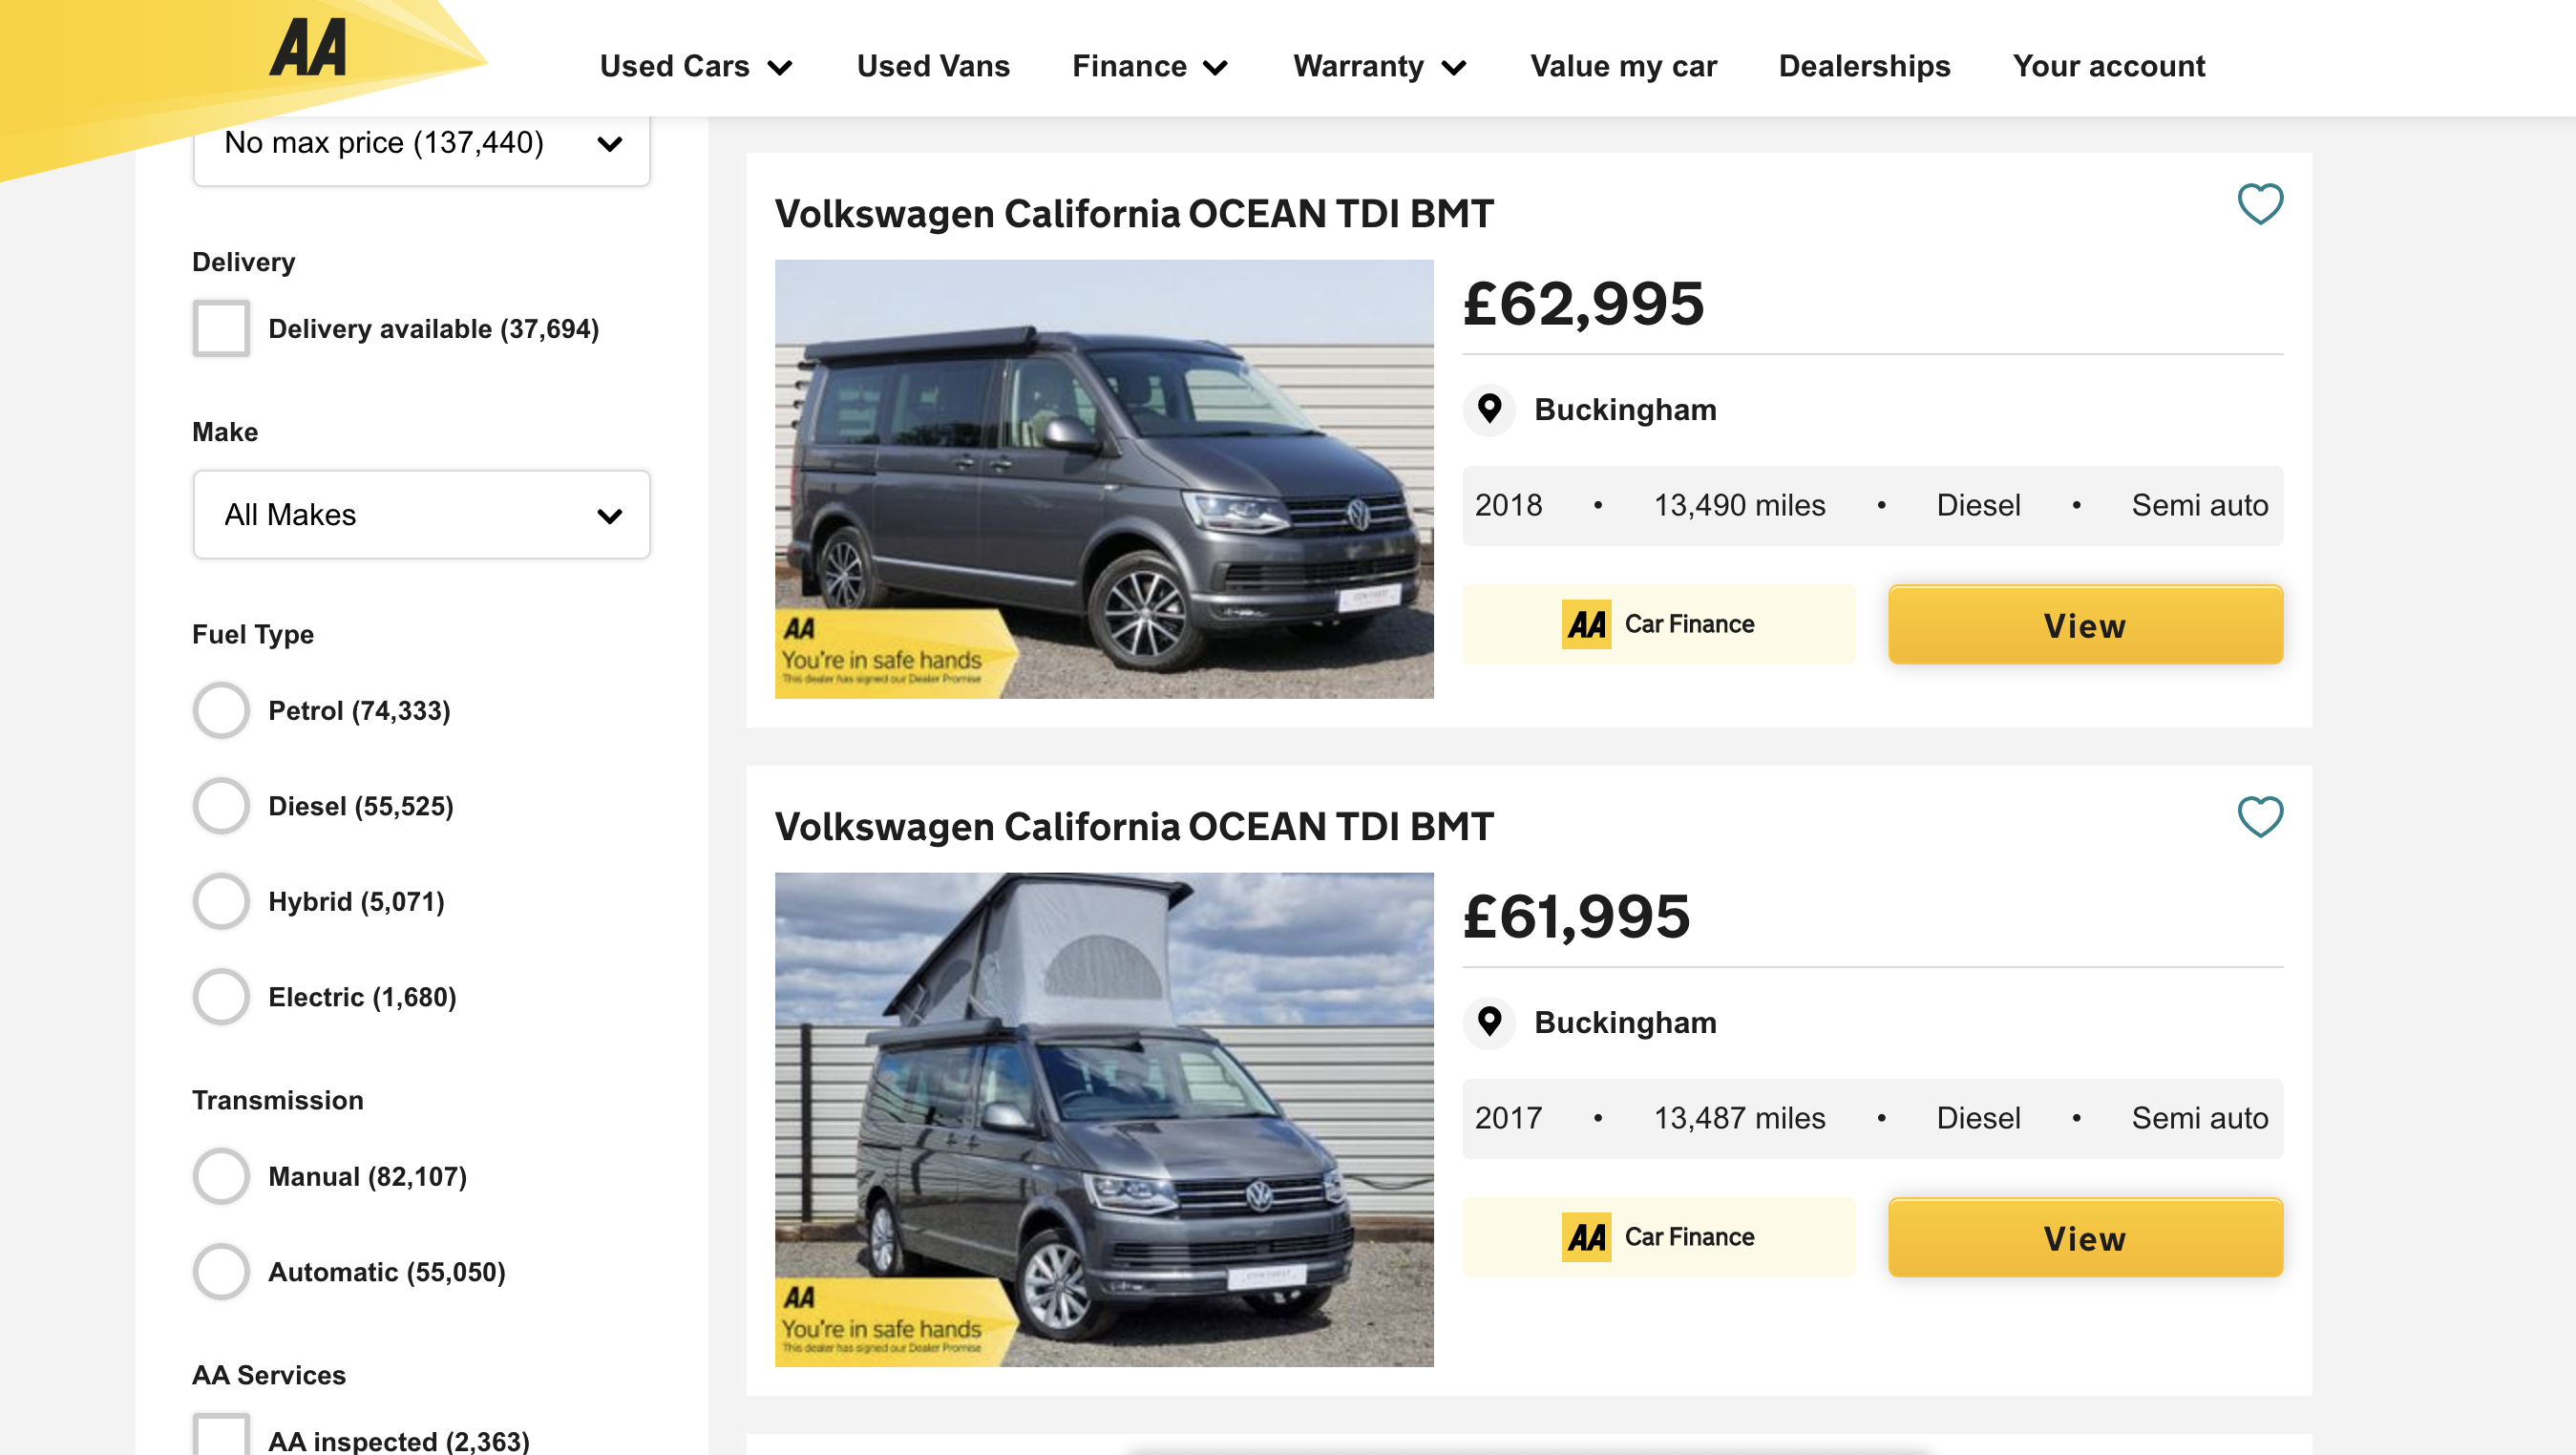 AA
Used Cars
Used Vans
Finance
Warranty
Value my car
Dealerships
Your account
No max price (137,440)
Delivery
Delivery available (37,694)
Make
All Makes
Fuel Type
Petrol (74,333)
Diesel (55,525)
Hybrid (5,071)
Electric (1,680)
Transmission
Manual (82,107)
Automatic (55,050)
AA Services
AA inspected (2,363)
Volkswagen California OCEAN TDI BMT
AA
You're in safe hands
This dealer has signed our Dealer Promise
£62,995
Buckingham
2018 • 13,490 miles • Diesel • Semi auto
AA Car Finance
View
Volkswagen California OCEAN TDI BMT
AA
You're in safe hands
This dealer has signed our Dealer Promise
£61,995
Buckingham
2017 • 13,487 miles • Diesel • Semi auto
AA Car Finance
View